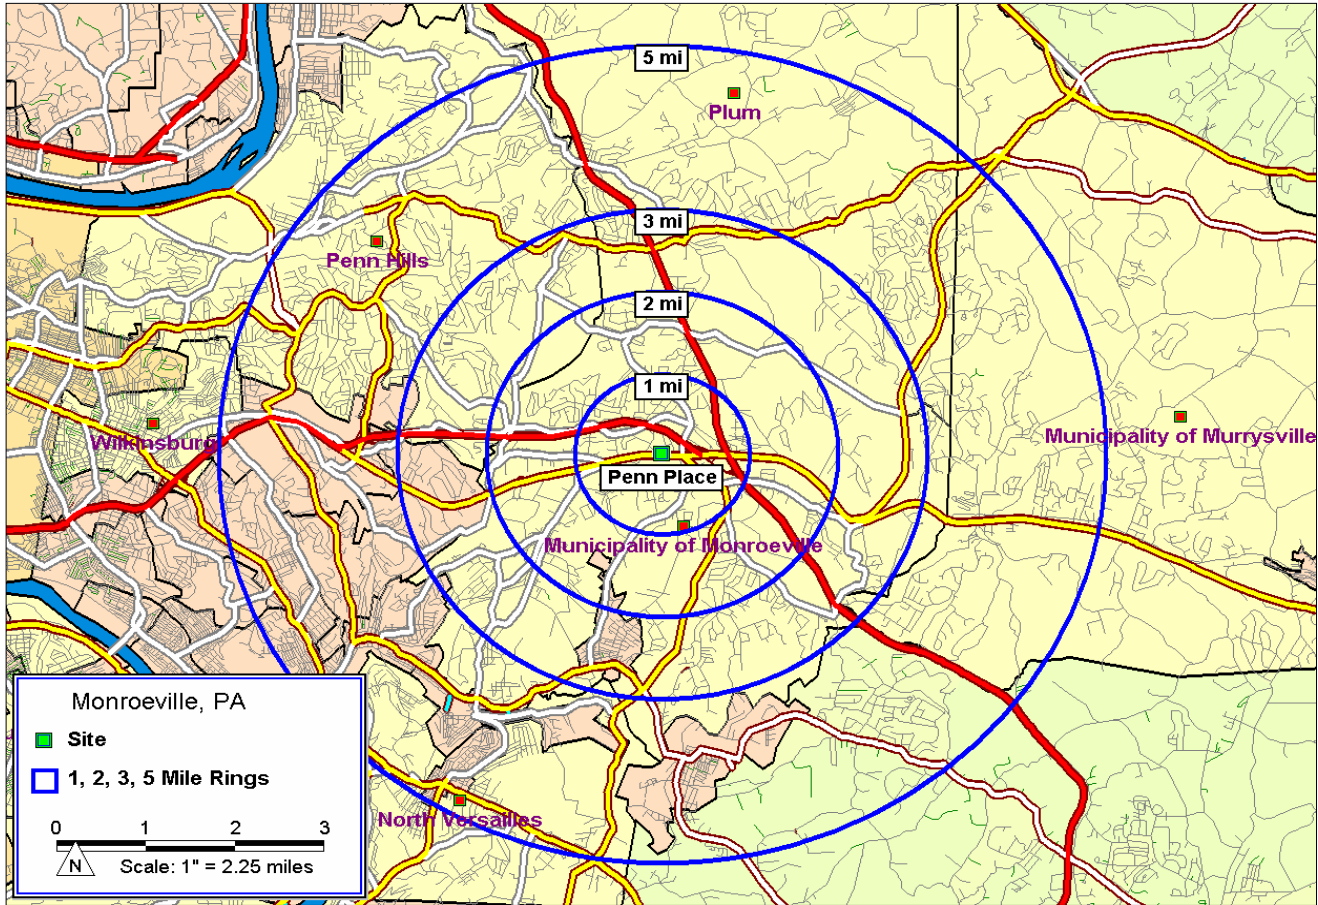 5 mi
Plum
3 mi
Penn Hills
2 mi
1 mi
Wilkinsburg
Municipality of Murrysville
Penn Place
Municipality of Monroeville
North Versailles
Monroeville, PA
Site
1, 2, 3, 5 Mile Rings
0 1 2 3
N
Scale: 1" = 2.25 miles